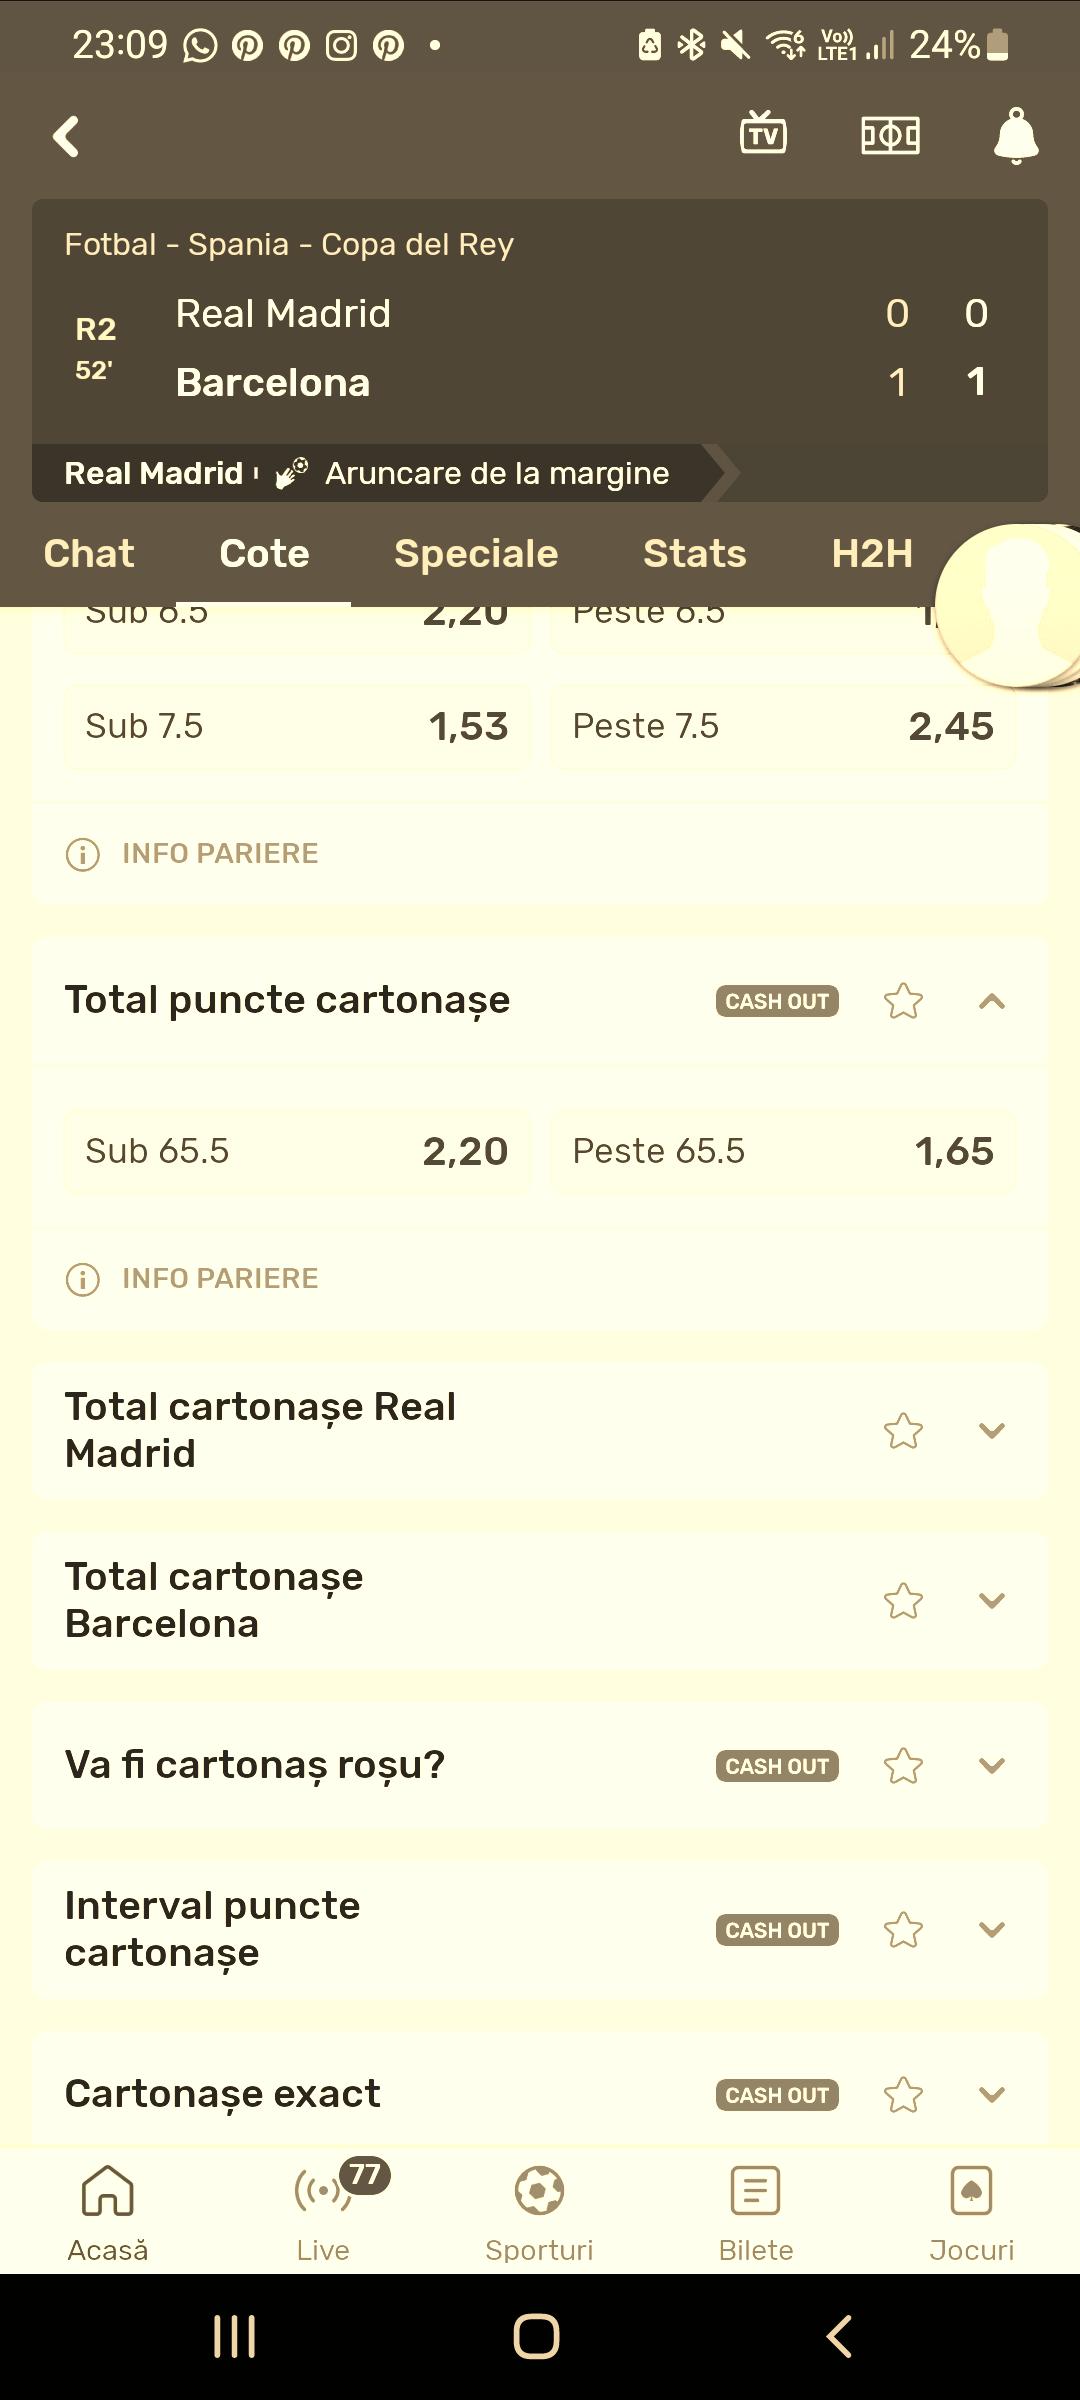 23:09 Vo)) LTE1 24%
TV
Fotbal - Spania - Copa del Rey
R2 Real Madrid 0 0
52' Barcelona 1 1
Real Madrid Aruncare de la margine
Chat Cote Speciale Stats H2H
Sub 6.5 2,20 Peste 6.5
Sub 7.5 1,53 Peste 7.5 2,45
INFO PARIERE
Total puncte cartonașe CASH OUT
Sub 65.5 2,20 Peste 65.5 1,65
INFO PARIERE
Total cartonașe Real
Madrid
Total cartonașe
Barcelona
Va fi cartonaș roșu? CASH OUT
Interval puncte
cartonașe CASH OUT
Cartonașe exact CASH OUT
77
Acasă Live Sporturi Bilete Jocuri